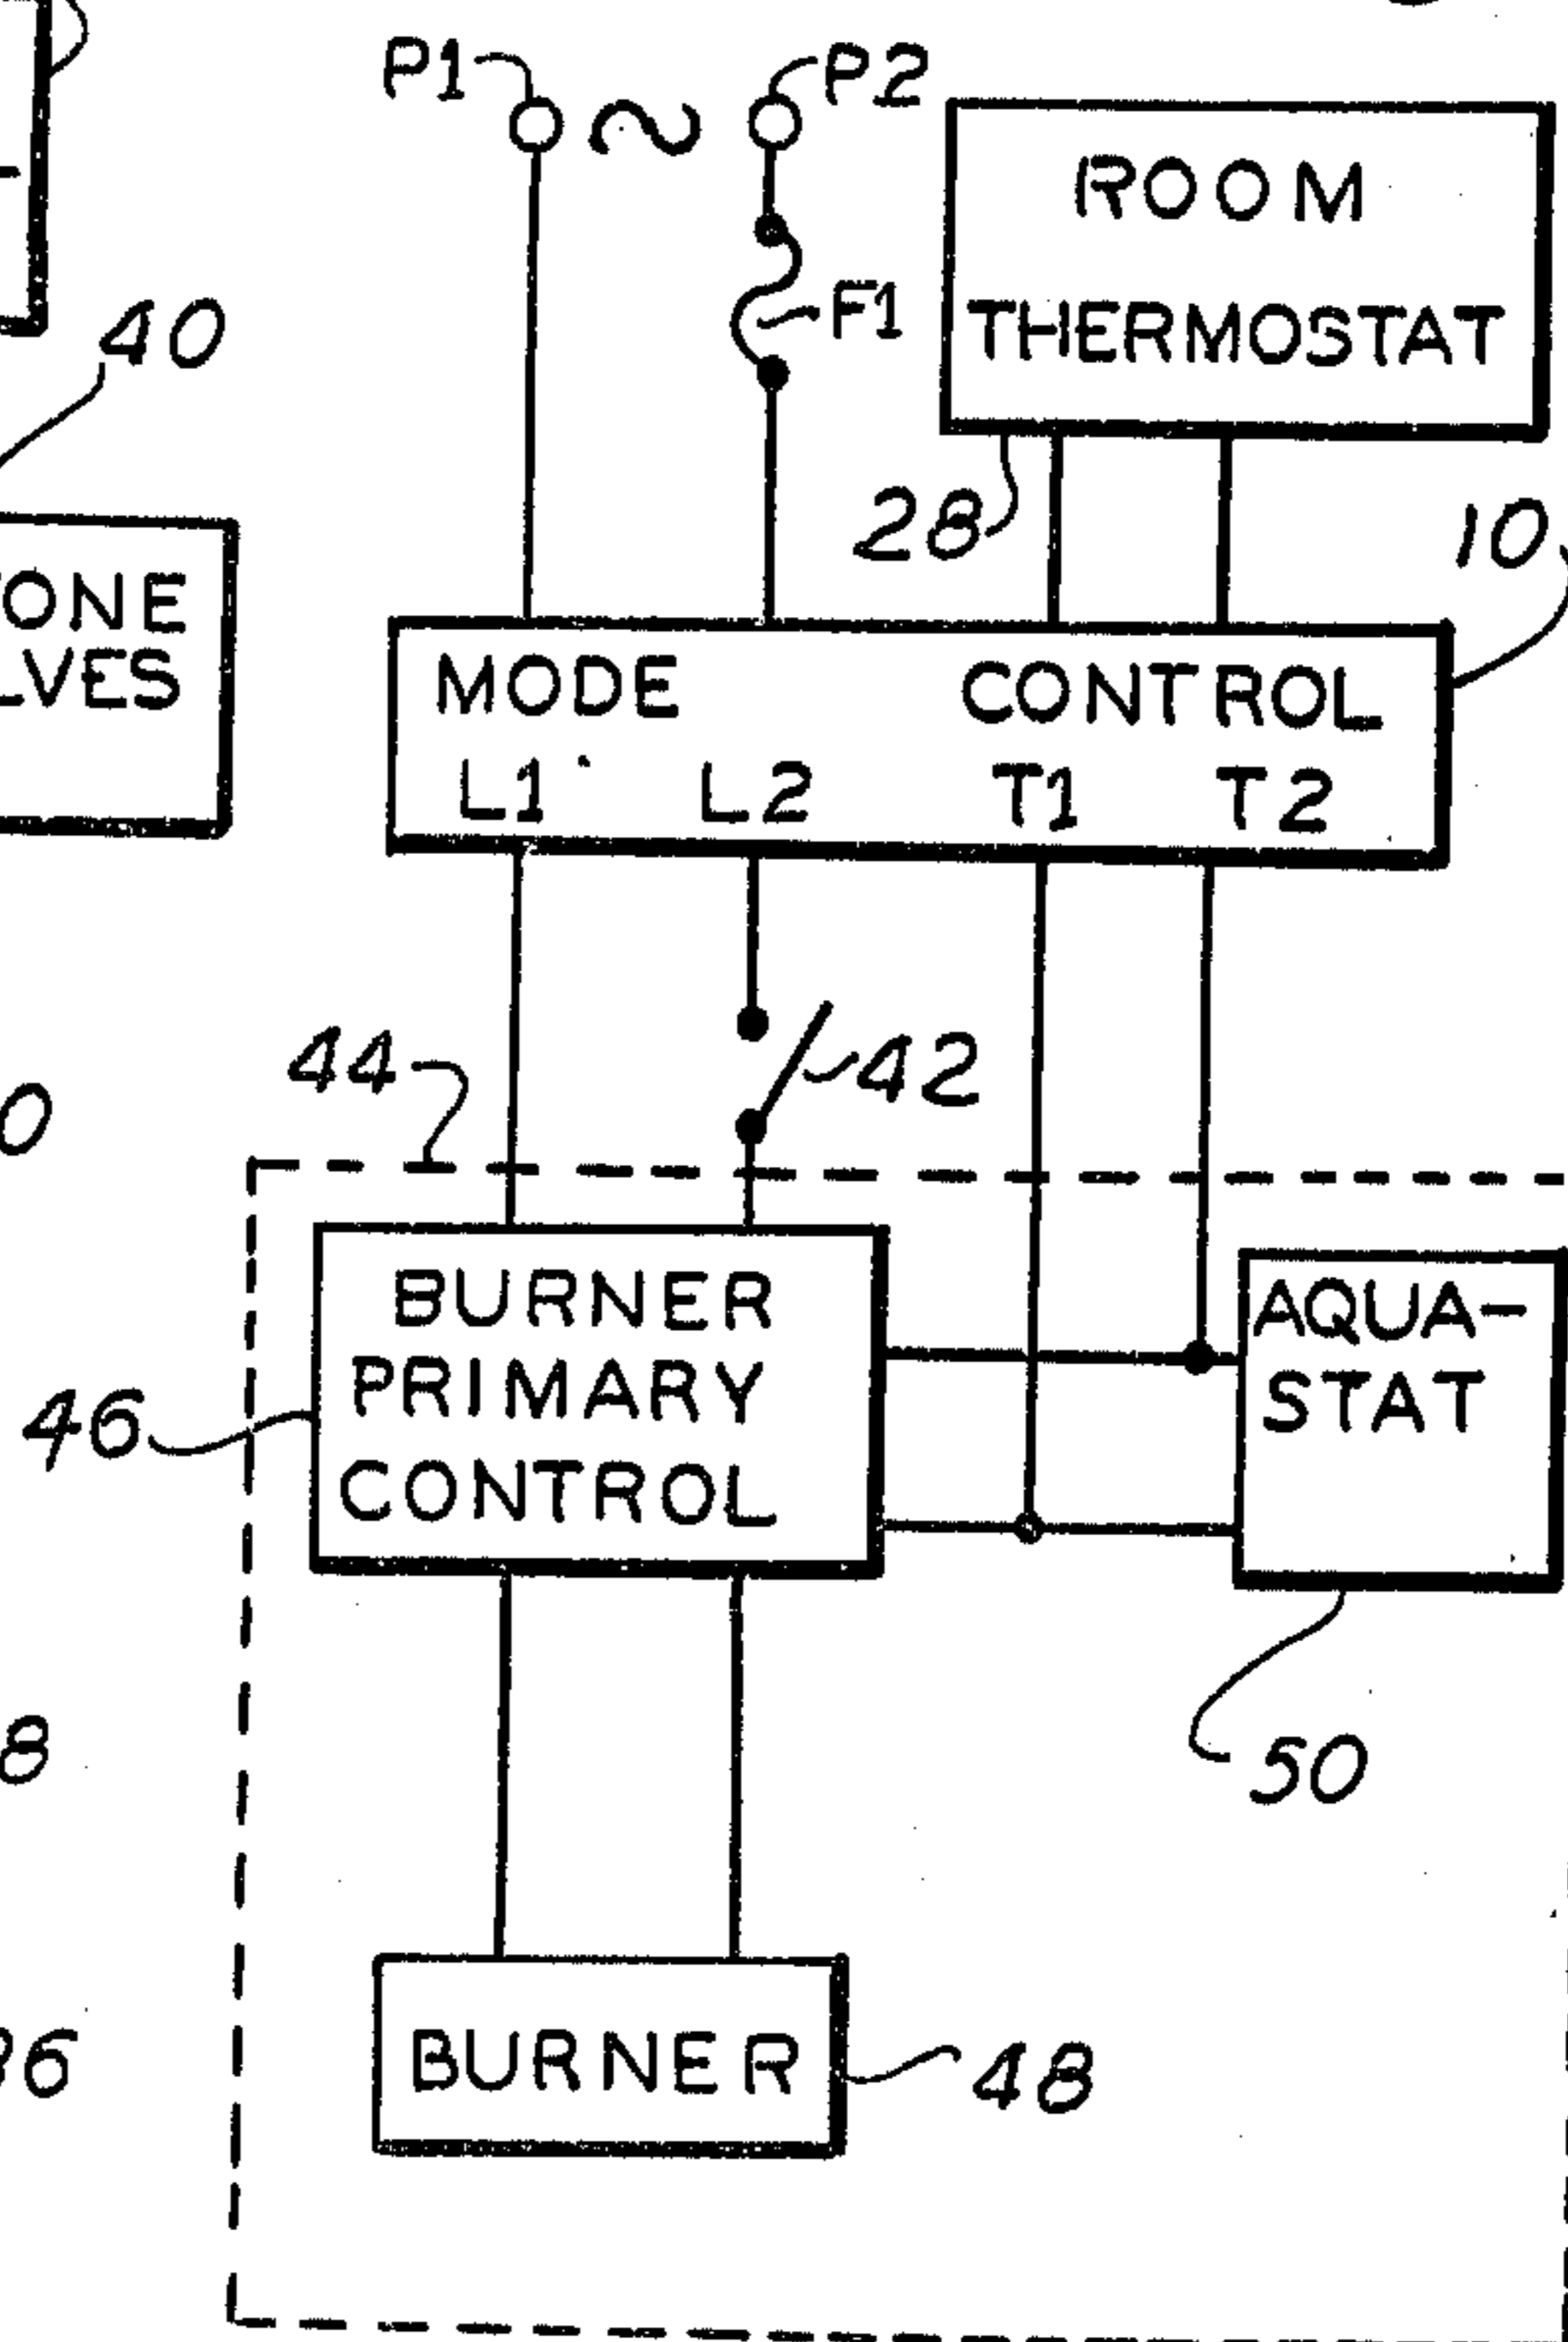 P1
P2
ROOM
THERMOSTAT
F1
40
28
10
MODE CONTROL
L1 L2 T1 T2
44
42
BURNER
PRIMARY
CONTROL
AQUA-
STAT
46
50
BURNER
48